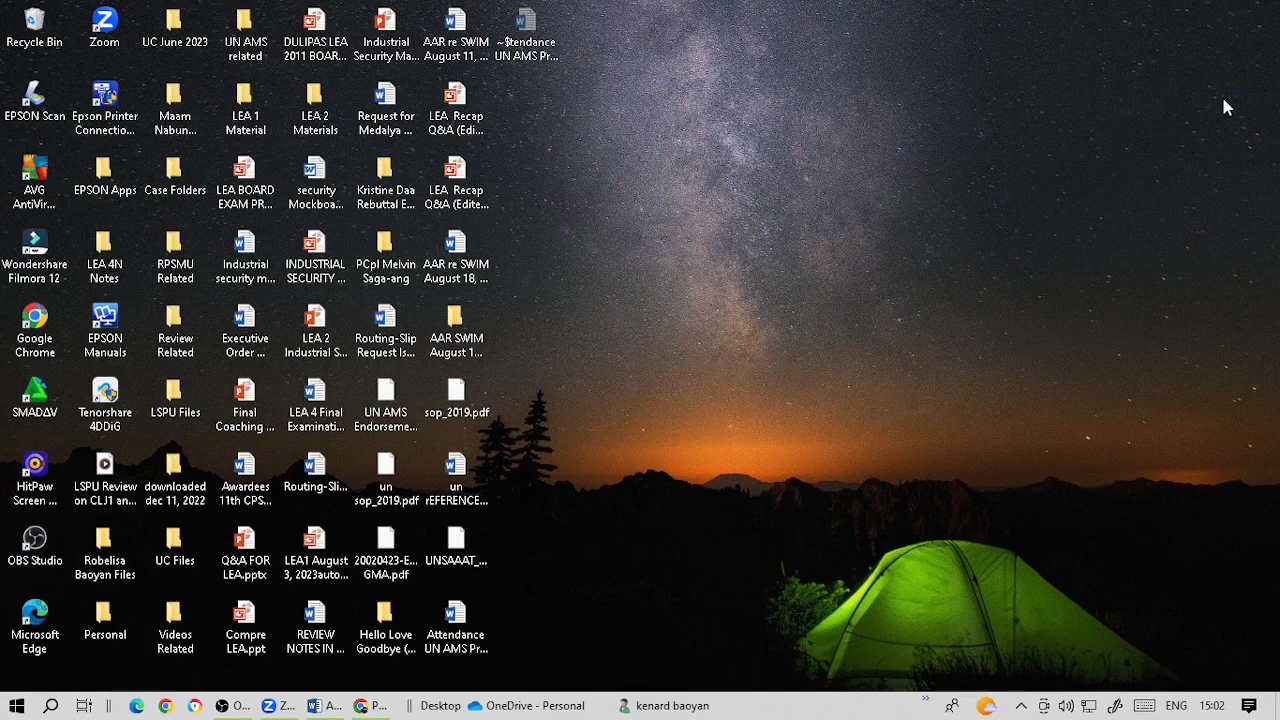 Recycle Bin
Zoom
UC June 2023
UN AMS
related
DULIPAS LEA
2011 BOAR...
Industrial
Security Ma...
AAR re SWIM
August 11, ...
~$tendance
UN AMS Pr...
EPSON Scan
Epson Printer
Connectio...
Maam
Nabun...
LEA 1
Material
LEA 2
Materials
Request for
Medalya ...
LEA Recap
Q&A (Edi...
AVG
AntiVir...
EPSON Apps
Case Folders
LEA BOARD
EXAM PR...
security
Mockboa...
Kristine Daa
Rebuttal E...
LEA Recap
Q&A (Edite...
Wondershare
Filmora 12 -
LEA 4N
Notes
RPSMU
Related
Industrial
security m...
INDUSTRIAL
SECURITY ...
PCpl Melvin
Saga-ang
AAR re SWIM
August 18, ...
Google
Chrome
EPSON
Manuals
Review
Related
Executive
Order ...
LEA 2
Industrial S...
Routing-Slip
Request Is...
AAR SWIM
August 1...
SMADAV
Tenorshare
4DDiG
LSPU Files
Final
Coaching ...
LEA 4 Final
Examinati...
UN AMS
Endorseme...
sop_2019.pdf
HitPaw
Screen ...
LSPU Review
on CLJ1 an...
downloaded
dec 11, 2022
Awardees
11th CPS...
Routing-Sli...
un
sop_2019.pdf
un
rEFERENCE...
OBS Studio
Robelisa
Baoyan Files
UC Files
Q&A FOR
LEA.pptx
LEA1 August
3, 2023auto...
20020423-E...
GMA.pdf
UNSAAAT_...
Microsoft
Edge
Personal
Videos
Related
Compre
LEA.ppt
REVIEW
NOTES IN ...
Hello Love
Goodbye (...
Attendance
UN AMS Pr...
O... Z... A... P... Desktop OneDrive - Personal kenard baoyan ENG 15:02